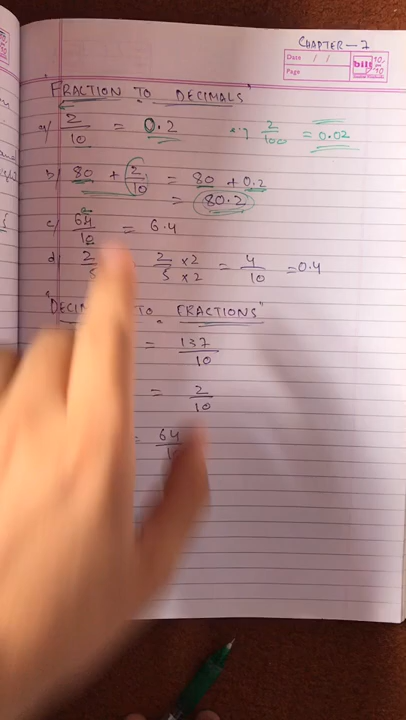 CHAPTER - 7
Date / /
Page
bilt
"FRACTION TO DECIMALS"
a) 2/10 = 0.2 2/100 = 0.02
b) 80 + 2/10 = 80 + 0.2
= 80.2
c) 64/10 = 6.4
d) 2/5 2 × 2 / 5 × 2 = 4/10 = 0.4
TO FRACTIONS"
= 137/10
= 2/10
= 64